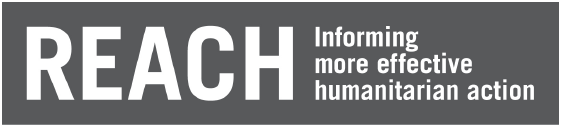 REACH
Informing
more effective
humanitarian action